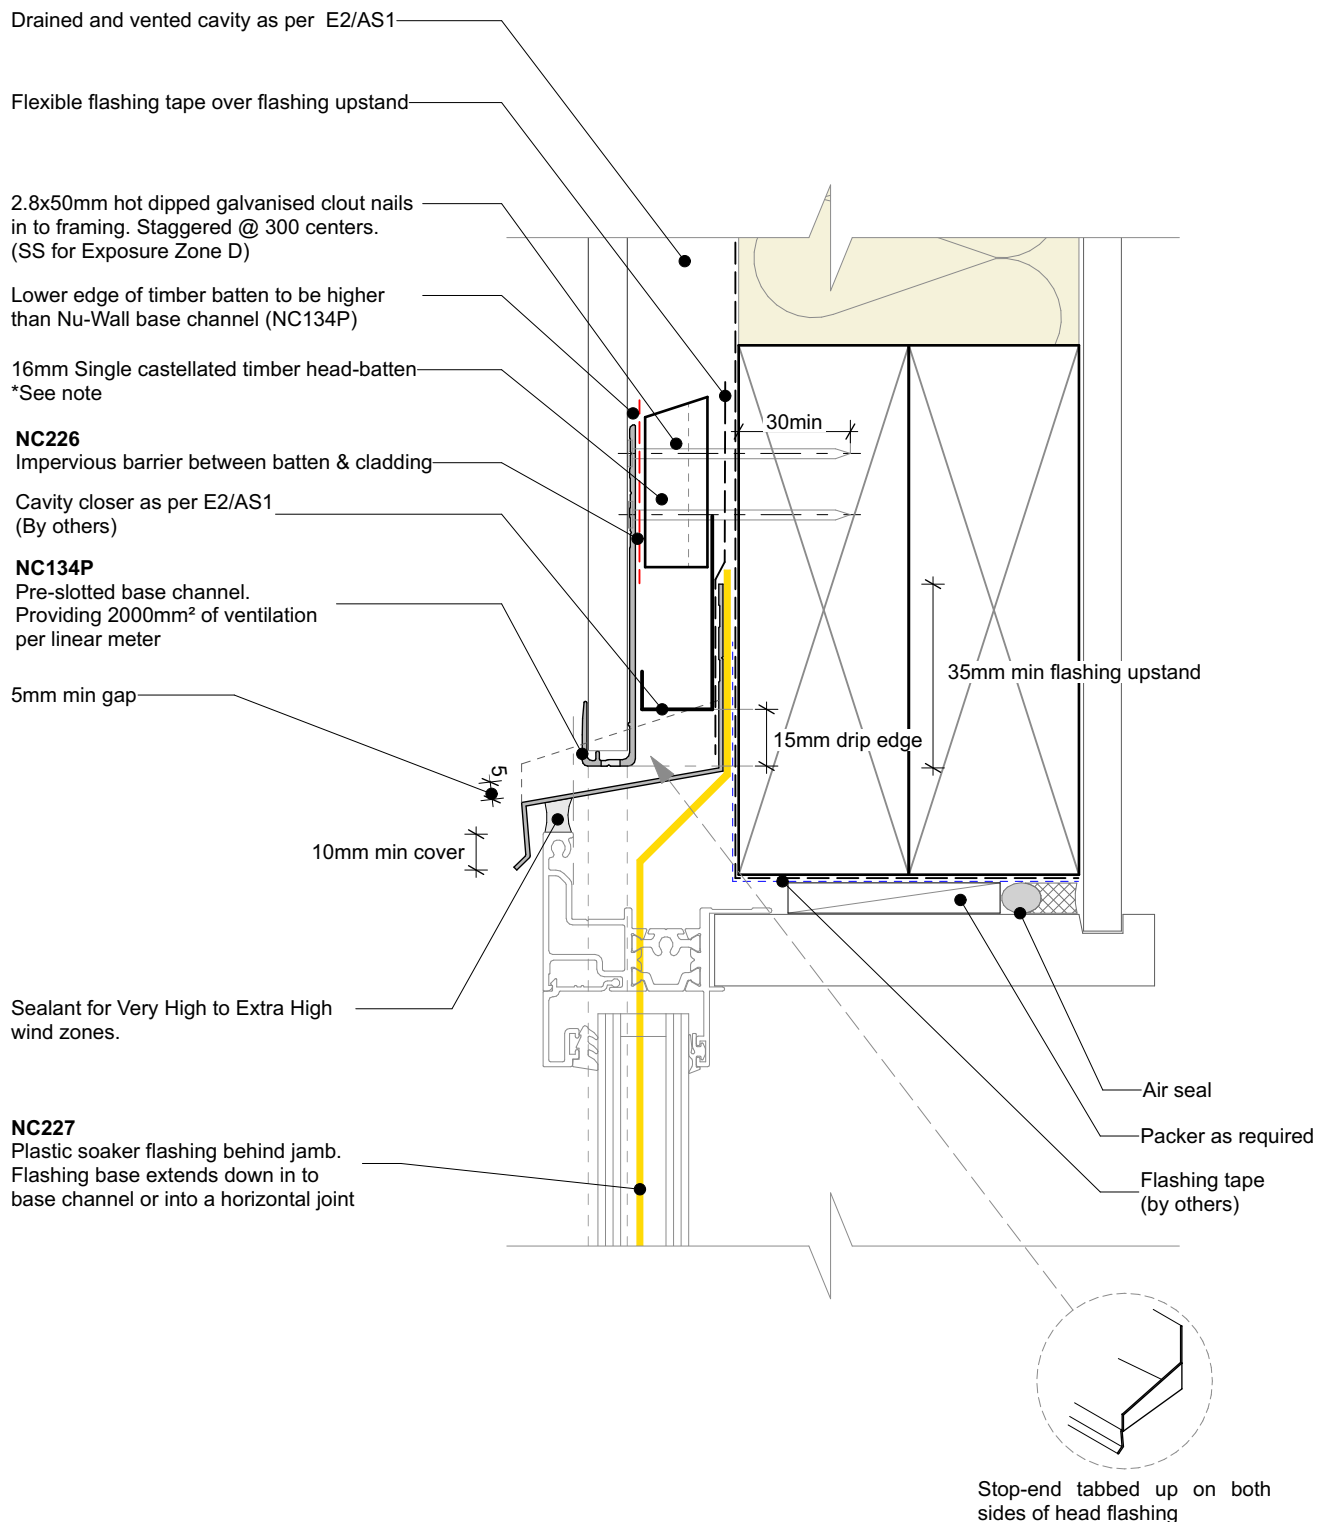 Drained and vented cavity as per E2/AS1
Flexible flashing tape over flashing upstand
2.8x50mm hot dipped galvanised clout nails
in to framing. Staggered @ 300 centers.
(SS for Exposure Zone D)
Lower edge of timber batten to be higher
than Nu-Wall base channel (NC134P)
16mm Single castellated timber head-batten
*See note
30min
NC226
Impervious barrier between batten & cladding
Cavity closer as per E2/AS1
(By others)
NC134P
Pre-slotted base channel.
Providing 2000mm² of ventilation
per linear meter
35mm min flashing upstand
5mm min gap
15mm drip edge
5
10mm min cover
Sealant for Very High to Extra High
wind zones.
Air seal
NC227
Plastic soaker flashing behind jamb.
Flashing base extends down in to
base channel or into a horizontal joint
Packer as required
Flashing tape
(by others)
Stop-end tabbed up on both
sides of head flashing